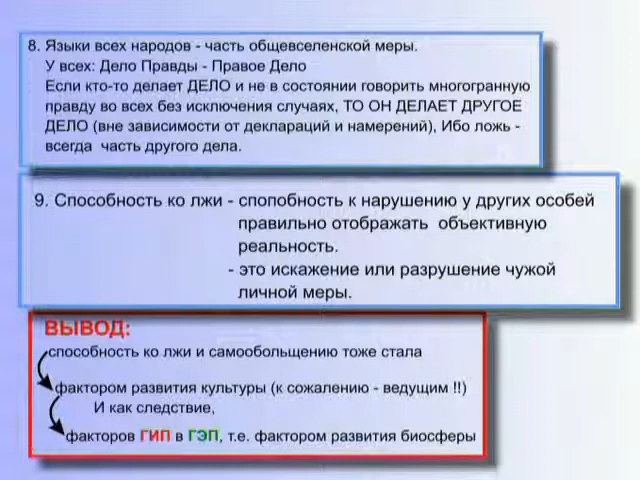 8. Языки всех народов - часть общевселенской меры.
У всех: Дело Правды - Правое Дело
Если кто-то делает ДЕЛО и не в состоянии говорить многогранную
правду во всех без исключения случаях, ТО ОН ДЕЛАЕТ ДРУГОЕ
ДЕЛО (вне зависимости от деклараций и намерений), Ибо ложь -
всегда часть другого дела.
9. Способность ко лжи - спопобность к нарушению у других особей
правильно отображать объективную
реальность.
- это искажение или разрушение чужой
личной меры.
ВЫВОД:
способность ко лжи и самообольщению тоже стала
фактором развития культуры (к сожалению - ведущим !!)
И как следствие,
факторов ГИП в ГЭП, т.е. фактором развития биосферы